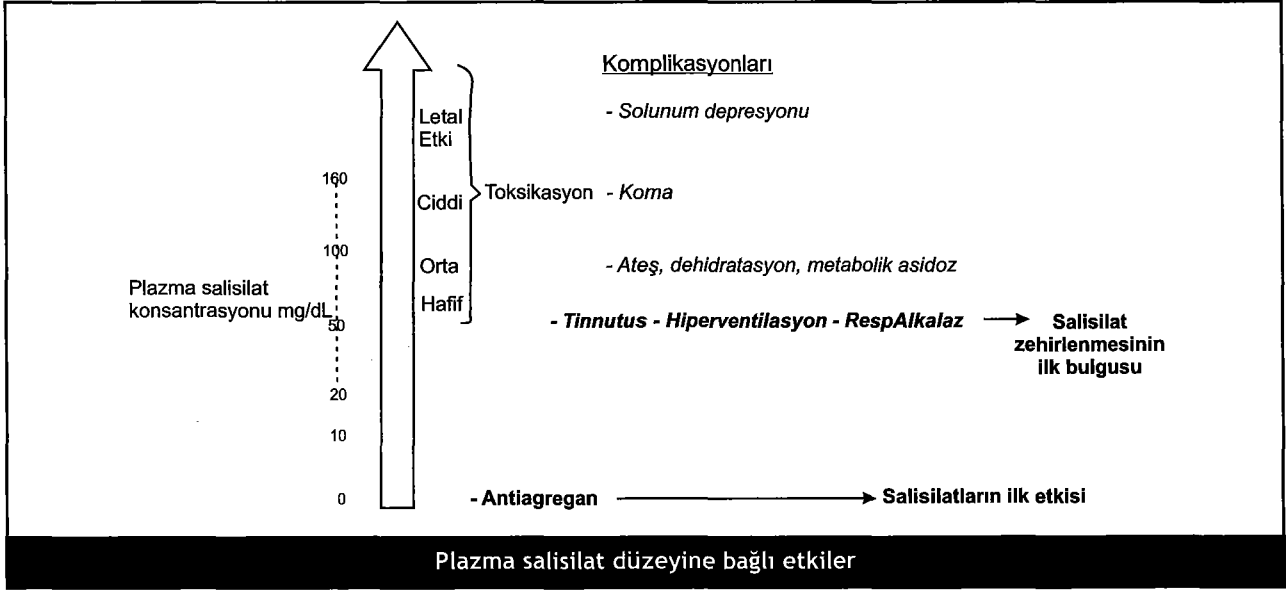 Komplikasyonları
- Solunum depresyonu
Letal
Etki
160
Ciddi
Toksikasyon
- Koma
100
Orta
- Ateş, dehidratasyon, metabolik asidoz
Plazma salisilat
konsantrasyonu mg/dL
Hafif
50
- Tinnutus - Hiperventilasyon - RespAlkalaz
Salisilat
zehirlenmesinin
ilk bulgusu
20
10
0
- Antiagregan
Salisilatların ilk etkisi
Plazma salisilat düzeyine bağlı etkiler